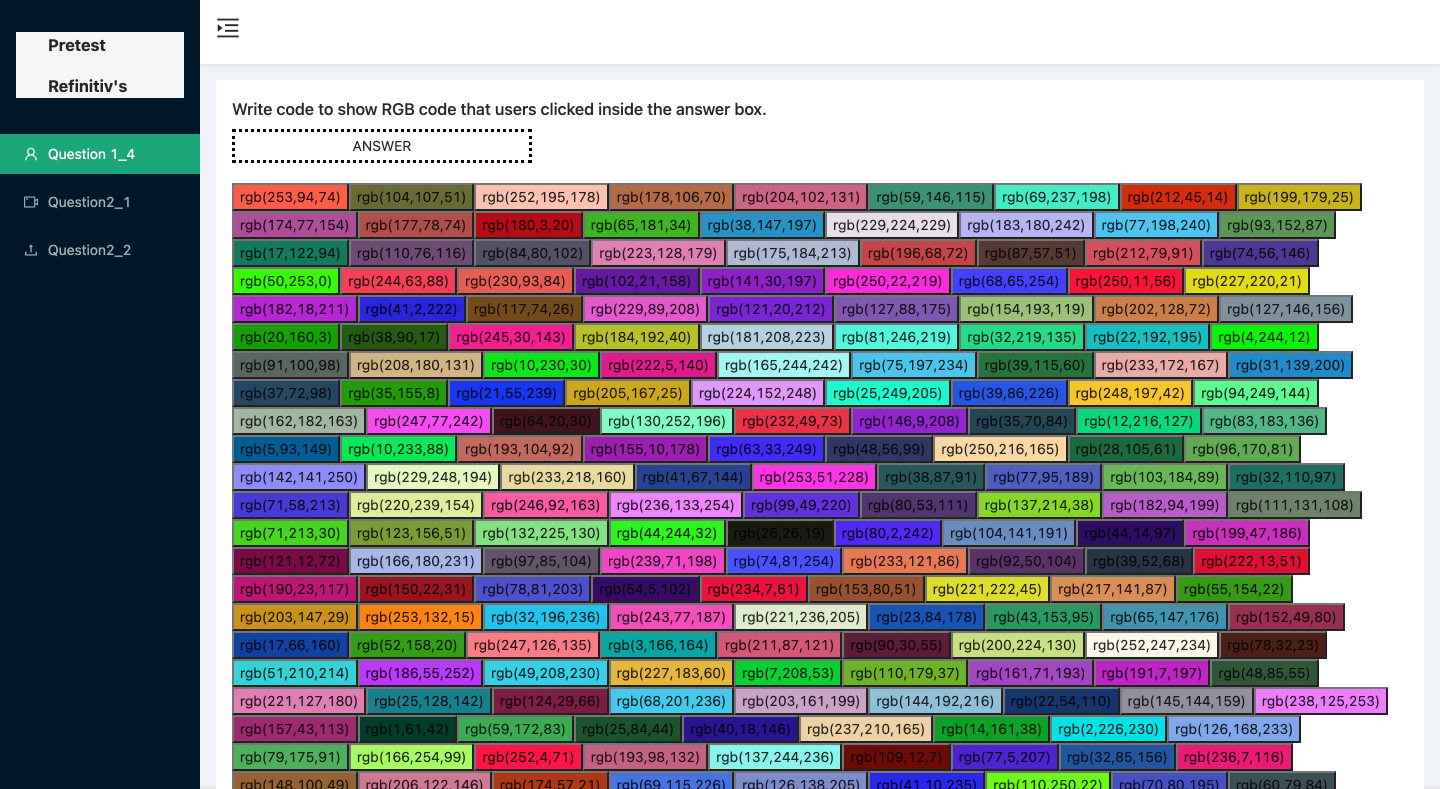 Pretest
Refinitiv's
Question 1_4
Question2_1
Question2_2
Write code to show RGB code that users clicked inside the answer box.
ANSWER
rgb(253,94,74) rgb(104,107,51) rgb(252,195,178) rgb(178,106,70) rgb(204,102,131) rgb(59,146,115) rgb(69,237,198) rgb(212,45,14) rgb(199,179,25)
rgb(174,77,154) rgb(177,78,74) rgb(180,3,20) rgb(65,181,34) rgb(38,147,197) rgb(229,224,229) rgb(183,180,242) rgb(77,198,240) rgb(93,152,87)
rgb(17,122,94) rgb(110,76,116) rgb(84,80,102) rgb(223,128,179) rgb(175,184,213) rgb(196,68,72) rgb(87,57,51) rgb(212,79,91) rgb(74,56,146)
rgb(50,253,0) rgb(244,63,88) rgb(230,93,84) rgb(102,21,158) rgb(141,30,197) rgb(250,22,219) rgb(68,65,254) rgb(250,11,56) rgb(227,220,21)
rgb(182,18,211) rgb(41,2,222) rgb(117,74,26) rgb(229,89,208) rgb(121,20,212) rgb(127,88,175) rgb(154,193,119) rgb(202,128,72) rgb(127,146,156)
rgb(20,160,3) rgb(38,90,17) rgb(245,30,143) rgb(184,192,40) rgb(181,208,223) rgb(81,246,219) rgb(32,219,135) rgb(22,192,195) rgb(4,244,12)
rgb(91,100,98) rgb(208,180,131) rgb(10,230,30) rgb(222,5,140) rgb(165,244,242) rgb(75,197,234) rgb(39,115,60) rgb(233,172,167) rgb(31,139,200)
rgb(37,72,98) rgb(35,155,8) rgb(21,55,239) rgb(205,167,25) rgb(224,152,248) rgb(25,249,205) rgb(39,86,226) rgb(248,197,42) rgb(94,249,144)
rgb(162,182,163) rgb(247,77,242) rgb(64,20,30) rgb(130,252,196) rgb(232,49,73) rgb(146,9,208) rgb(35,70,84) rgb(12,216,127) rgb(83,183,136)
rgb(5,93,149) rgb(10,233,88) rgb(193,104,92) rgb(155,10,178) rgb(63,33,249) rgb(48,56,99) rgb(250,216,165) rgb(28,105,61) rgb(96,170,81)
rgb(142,141,250) rgb(229,248,194) rgb(233,218,160) rgb(41,67,144) rgb(253,51,228) rgb(38,87,91) rgb(77,95,189) rgb(103,184,89) rgb(32,110,97)
rgb(71,58,213) rgb(220,239,154) rgb(246,92,163) rgb(236,133,254) rgb(99,49,220) rgb(80,53,111) rgb(137,214,38) rgb(182,94,199) rgb(111,131,108)
rgb(71,213,30) rgb(123,156,51) rgb(132,225,130) rgb(44,244,32) rgb(26,26,19) rgb(80,2,242) rgb(104,141,191) rgb(44,14,97) rgb(199,47,186)
rgb(121,12,72) rgb(166,180,231) rgb(97,85,104) rgb(239,71,198) rgb(74,81,254) rgb(233,121,86) rgb(92,50,104) rgb(39,52,68) rgb(222,13,51)
rgb(190,23,117) rgb(150,22,31) rgb(78,81,203) rgb(54,5,102) rgb(234,7,61) rgb(153,80,51) rgb(221,222,45) rgb(217,141,87) rgb(55,154,22)
rgb(203,147,29) rgb(253,132,15) rgb(32,196,236) rgb(243,77,187) rgb(221,236,205) rgb(23,84,178) rgb(43,153,95) rgb(65,147,176) rgb(152,49,80)
rgb(17,66,160) rgb(52,158,20) rgb(247,126,135) rgb(3,166,164) rgb(211,87,121) rgb(90,30,55) rgb(200,224,130) rgb(252,247,234) rgb(78,32,23)
rgb(51,210,214) rgb(186,55,252) rgb(49,208,230) rgb(227,183,60) rgb(7,208,53) rgb(110,179,37) rgb(161,71,193) rgb(191,7,197) rgb(48,85,55)
rgb(221,127,180) rgb(25,128,142) rgb(124,29,66) rgb(68,201,236) rgb(203,161,199) rgb(144,192,216) rgb(22,54,110) rgb(145,144,159) rgb(238,125,253)
rgb(157,43,113) rgb(1,61,42) rgb(59,172,83) rgb(25,84,44) rgb(40,18,146) rgb(237,210,165) rgb(14,161,38) rgb(2,226,230) rgb(126,168,233)
rgb(79,175,91) rgb(166,254,99) rgb(252,4,71) rgb(193,98,132) rgb(137,244,236) rgb(109,12,7) rgb(77,5,207) rgb(32,85,156) rgb(236,7,116)
rgb(148,100,49) rgb(206,122,146) rgb(174,57,21) rgb(69,115,226) rgb(126,138,205) rgb(41,10,235) rgb(110,250,22) rgb(70,80,195) rgb(60,79,84)